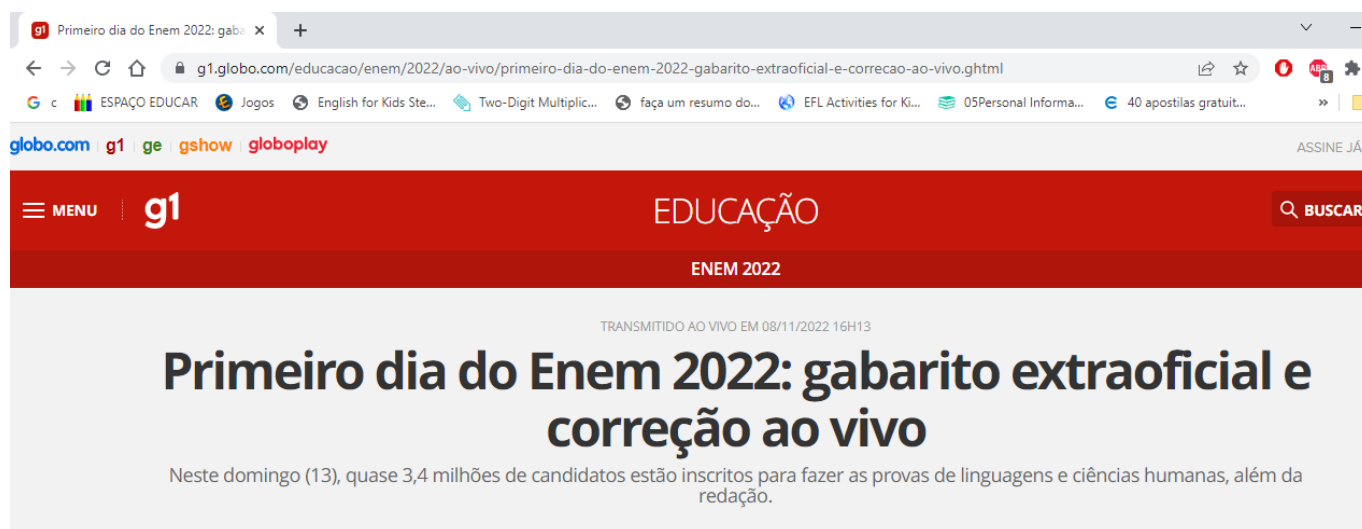 g1 Primeiro dia do Enem 2022: gaba
g1.globo.com/educacao/enem/2022/ao-vivo/primeiro-dia-do-enem-2022-gabarito-extraoficial-e-correcao-ao-vivo.ghtml ABP 8
G c ESPAÇO EDUCAR Jogos English for Kids Ste... Two-Digit Multiplic... faça um resumo do... EFL Activities for Ki... 05Personal Informa... 40 apostilas gratuit... »
globo.com g1 ge gshow globoplay ASSINE JÁ
MENU g1 EDUCAÇÃO BUSCAR
ENEM 2022
TRANSMITIDO AO VIVO EM 08/11/2022 16H13
Primeiro dia do Enem 2022: gabarito extraoficial e
correção ao vivo
Neste domingo (13), quase 3,4 milhões de candidatos estão inscritos para fazer as provas de linguagens e ciências humanas, além da
redação.